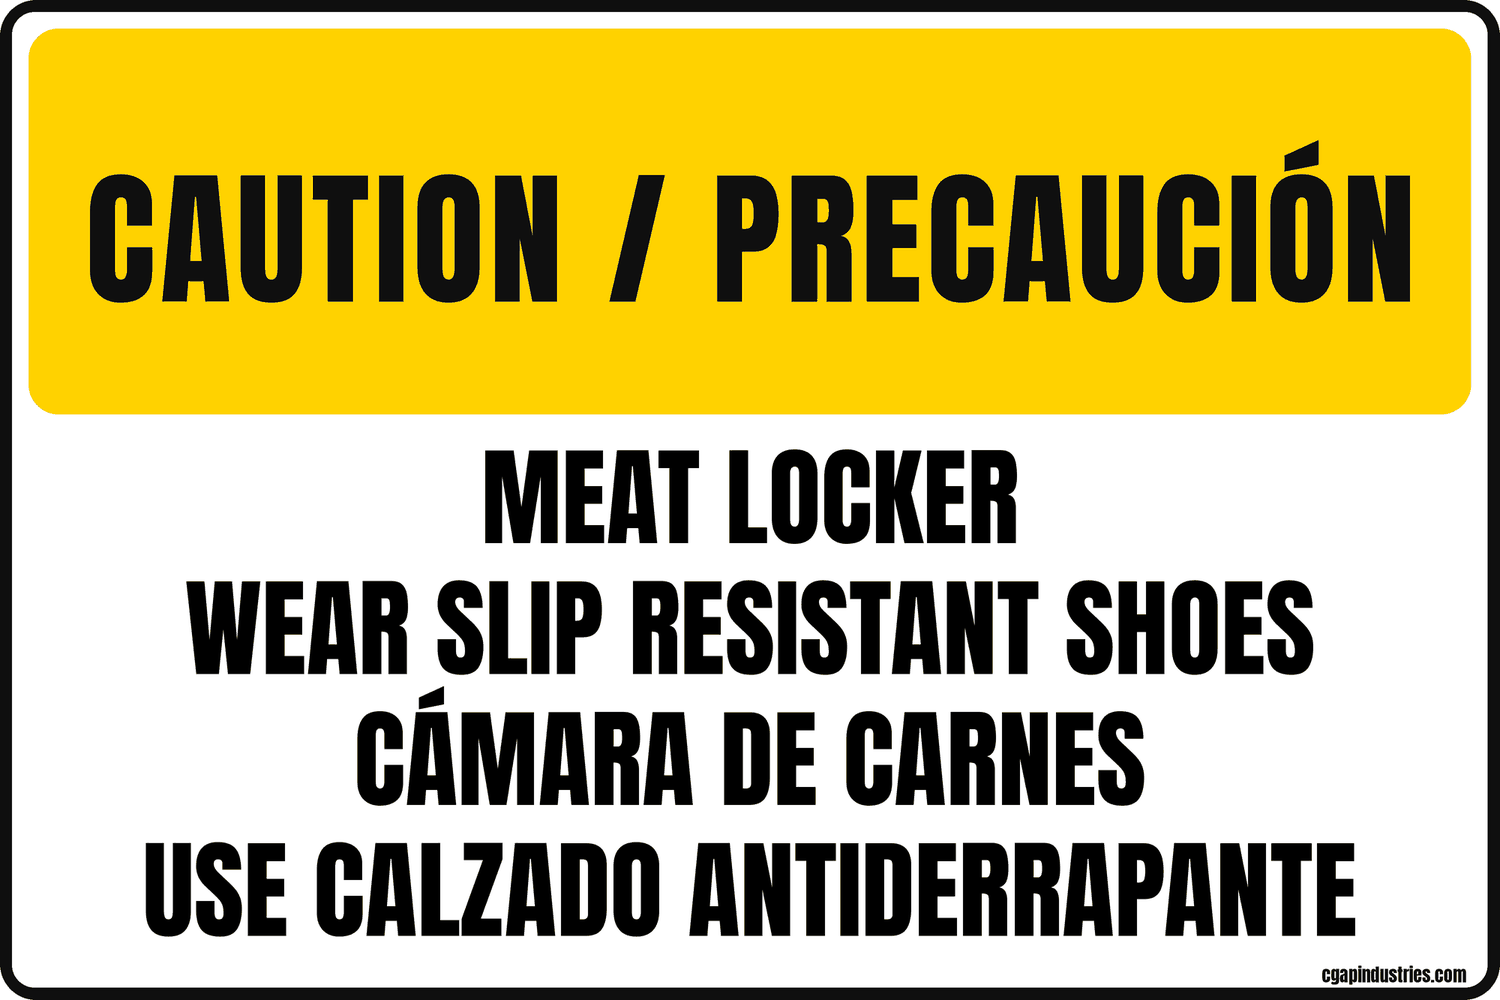 CAUTION / PRECAUCIÓN
MEAT LOCKER
WEAR SLIP RESISTANT SHOES
CÁMARA DE CARNES
USE CALZADO ANTIDERRAPANTE
cgapindustries.com